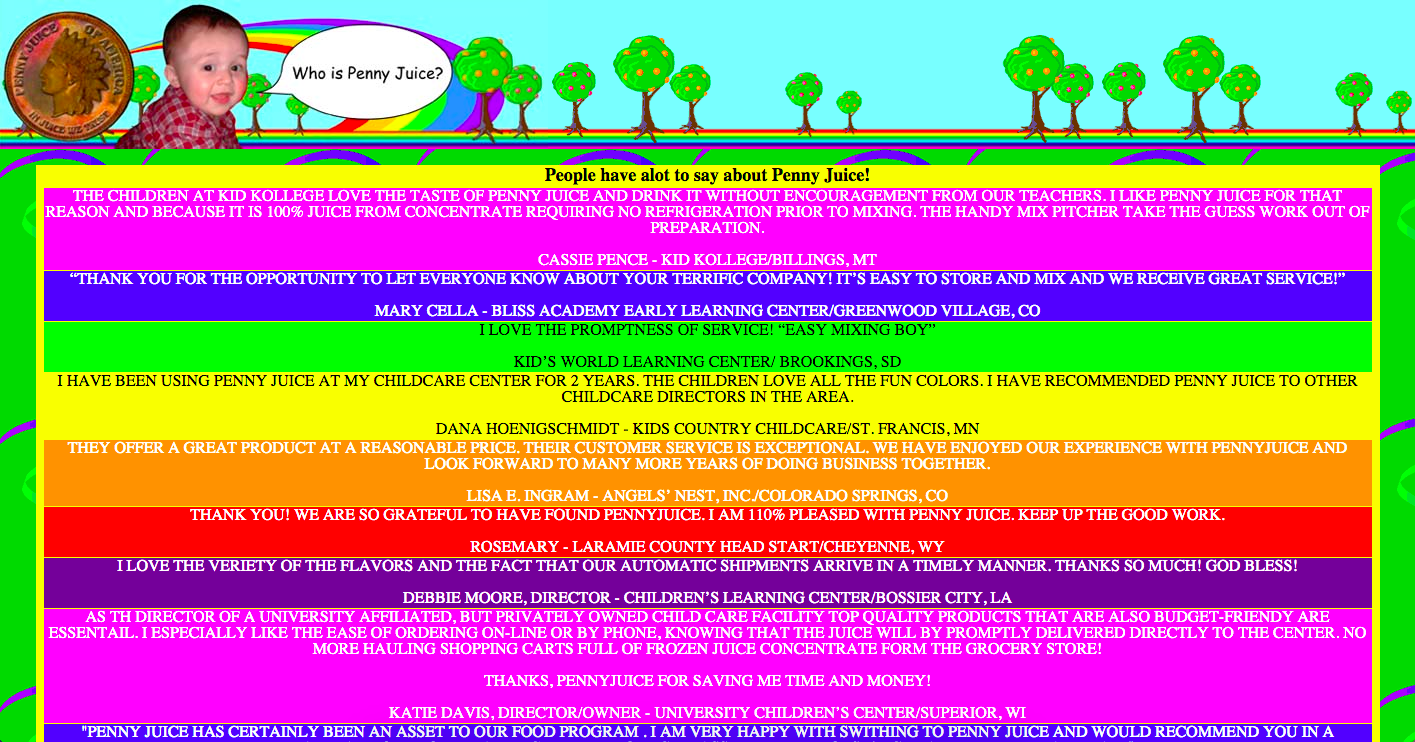 PENNY JUICE OF AMERICA
IN JUICE WE TRUST
Who is Penny Juice?
People have alot to say about Penny Juice!
THE CHILDREN AT KID KOLLEGE LOVE THE TASTE OF PENNY JUICE AND DRINK IT WITHOUT ENCOURAGEMENT FROM OUR TEACHERS. I LIKE PENNY JUICE FOR THAT
REASON AND BECAUSE IT IS 100% JUICE FROM CONCENTRATE REQUIRING NO REFRIGERATION PRIOR TO MIXING. THE HANDY MIX PITCHER TAKE THE GUESS WORK OUT OF
PREPARATION.
CASSIE PENCE - KID KOLLEGE/BILLINGS, MT
“THANK YOU FOR THE OPPORTUNITY TO LET EVERYONE KNOW ABOUT YOUR TERRIFIC COMPANY! IT’S EASY TO STORE AND MIX AND WE RECEIVE GREAT SERVICE!”
MARY CELLA - BLISS ACADEMY EARLY LEARNING CENTER/GREENWOOD VILLAGE, CO
I LOVE THE PROMPTNESS OF SERVICE! “EASY MIXING BOY”
KID’S WORLD LEARNING CENTER/ BROOKINGS, SD
I HAVE BEEN USING PENNY JUICE AT MY CHILDCARE CENTER FOR 2 YEARS. THE CHILDREN LOVE ALL THE FUN COLORS. I HAVE RECOMMENDED PENNY JUICE TO OTHER
CHILDCARE DIRECTORS IN THE AREA.
DANA HOENIGSCHMIDT - KIDS COUNTRY CHILDCARE/ST. FRANCIS, MN
THEY OFFER A GREAT PRODUCT AT A REASONABLE PRICE. THEIR CUSTOMER SERVICE IS EXCEPTIONAL. WE HAVE ENJOYED OUR EXPERIENCE WITH PENNYJUICE AND
LOOK FORWARD TO MANY MORE YEARS OF DOING BUSINESS TOGETHER.
LISA E. INGRAM - ANGELS’ NEST, INC./COLORADO SPRINGS, CO
THANK YOU! WE ARE SO GRATEFUL TO HAVE FOUND PENNYJUICE. I AM 110% PLEASED WITH PENNY JUICE. KEEP UP THE GOOD WORK.
ROSEMARY - LARAMIE COUNTY HEAD START/CHEYENNE, WY
I LOVE THE VERIETY OF THE FLAVORS AND THE FACT THAT OUR AUTOMATIC SHIPMENTS ARRIVE IN A TIMELY MANNER. THANKS SO MUCH! GOD BLESS!
DEBBIE MOORE, DIRECTOR - CHILDREN’S LEARNING CENTER/BOSSIER CITY, LA
AS TH DIRECTOR OF A UNIVERSITY AFFILIATED, BUT PRIVATELY OWNED CHILD CARE FACILITY TOP QUALITY PRODUCTS THAT ARE ALSO BUDGET-FRIENDY ARE
ESSENTAIL. I ESPECIALLY LIKE THE EASE OF ORDERING ON-LINE OR BY PHONE, KNOWING THAT THE JUICE WILL BY PROMPTLY DELIVERED DIRECTLY TO THE CENTER. NO
MORE HAULING SHOPPING CARTS FULL OF FROZEN JUICE CONCENTRATE FORM THE GROCERY STORE!
THANKS, PENNYJUICE FOR SAVING ME TIME AND MONEY!
KATIE DAVIS, DIRECTOR/OWNER - UNIVERSITY CHILDREN’S CENTER/SUPERIOR, WI
"PENNY JUICE HAS CERTAINLY BEEN AN ASSET TO OUR FOOD PROGRAM . I AM VERY HAPPY WITH SWITHING TO PENNY JUICE AND WOULD RECOMMEND YOU IN A